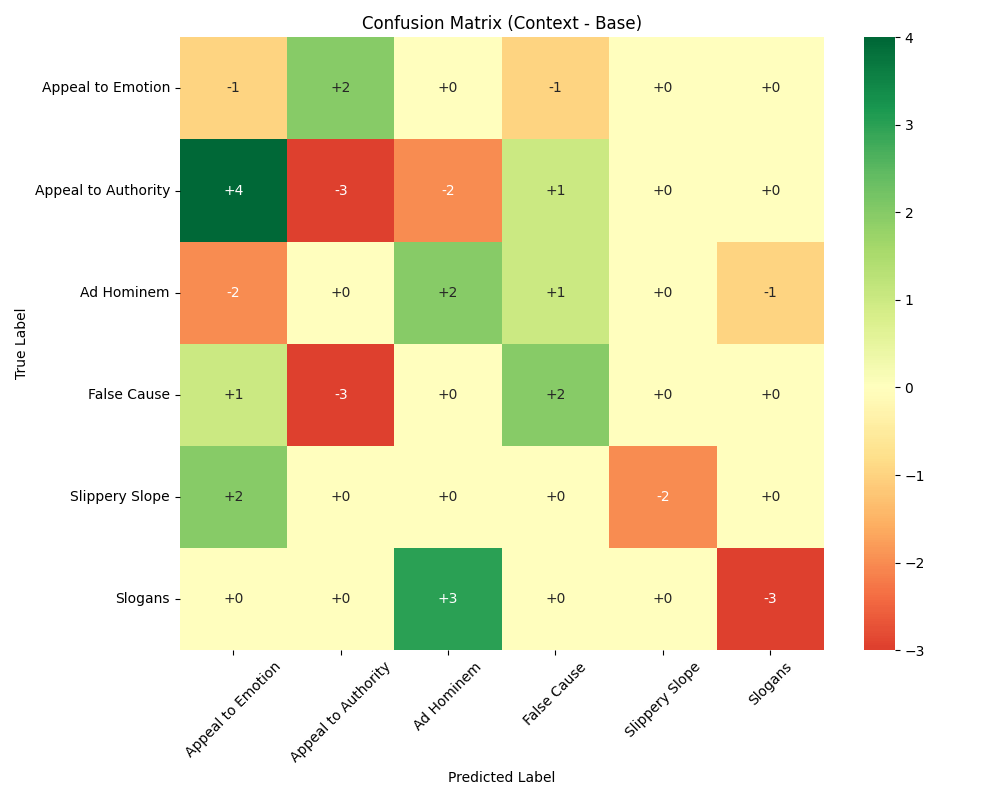 Confusion Matrix (Context - Base)
True Label
Appeal to Emotion -1 +2 +0 -1 +0 +0
Appeal to Authority +4 -3 -2 +1 +0 +0
Ad Hominem -2 +0 +2 +1 +0 -1
False Cause +1 -3 +0 +2 +0 +0
Slippery Slope +2 +0 +0 +0 -2 +0
Slogans +0 +0 +3 +0 +0 -3
Appeal to Emotion Appeal to Authority Ad Hominem False Cause Slippery Slope Slogans
Predicted Label
4
3
2
1
0
−1
−2
−3